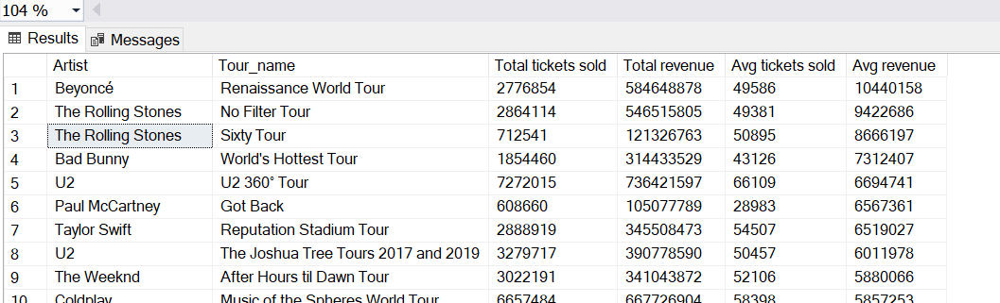 104 %
Results Messages
Artist Tour_name Total tickets sold Total revenue Avg tickets sold Avg revenue
1 Beyoncé Renaissance World Tour 2776854 584648878 49586 10440158
2 The Rolling Stones No Filter Tour 2864114 546515805 49381 9422686
3 The Rolling Stones Sixty Tour 712541 121326763 50895 8666197
4 Bad Bunny World's Hottest Tour 1854460 314433529 43126 7312407
5 U2 U2 360° Tour 7272015 736421597 66109 6694741
6 Paul McCartney Got Back 608660 105077789 28983 6567361
7 Taylor Swift Reputation Stadium Tour 2888919 345508473 54507 6519027
8 U2 The Joshua Tree Tours 2017 and 2019 3279717 390778590 50457 6011978
9 The Weeknd After Hours til Dawn Tour 3022191 341043872 52106 5880066
10 Coldplay Music of the Spheres World Tour 6657484 667726904 58398 5857253